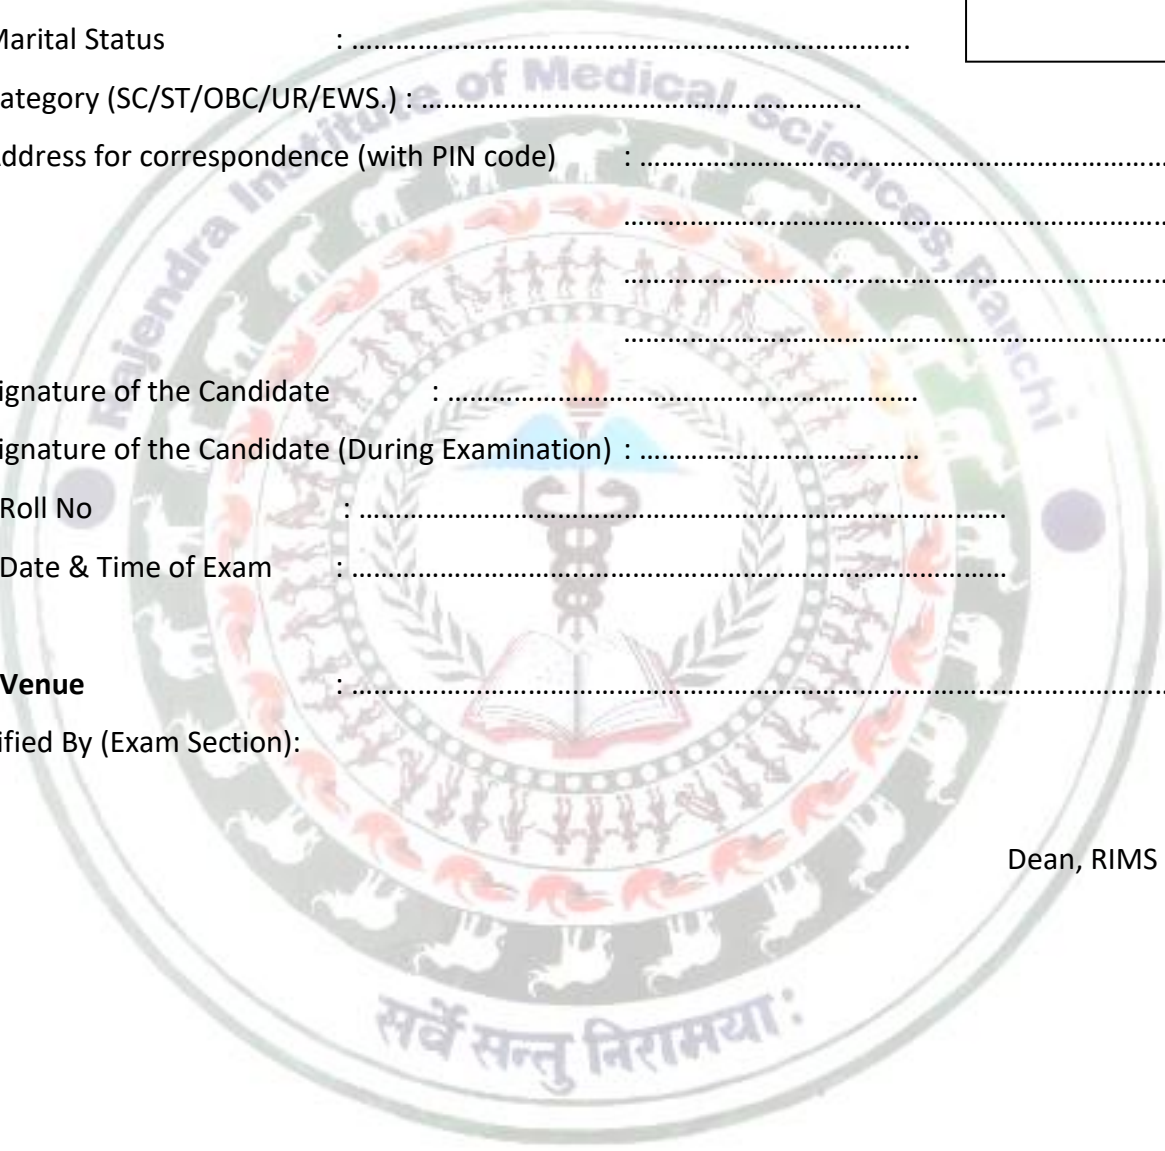 Marital Status : ........................................................................
ategory (SC/ST/OBC/UR/EWS.) : ........................................................
ddress for correspondence (with PIN code) : ........................................................................
........................................................................
........................................................................
........................................................................
ignature of the Candidate : ............................................................
ignature of the Candidate (During Examination) : ....................................
Roll No : ....................................................................................
Date & Time of Exam : ....................................................................................
Venue : ............................................................................................................
ified By (Exam Section):
Dean, RIMS
Rajendra Institute of Medical Sciences, Ranchi
सर्वे सन्तु निरामयाः